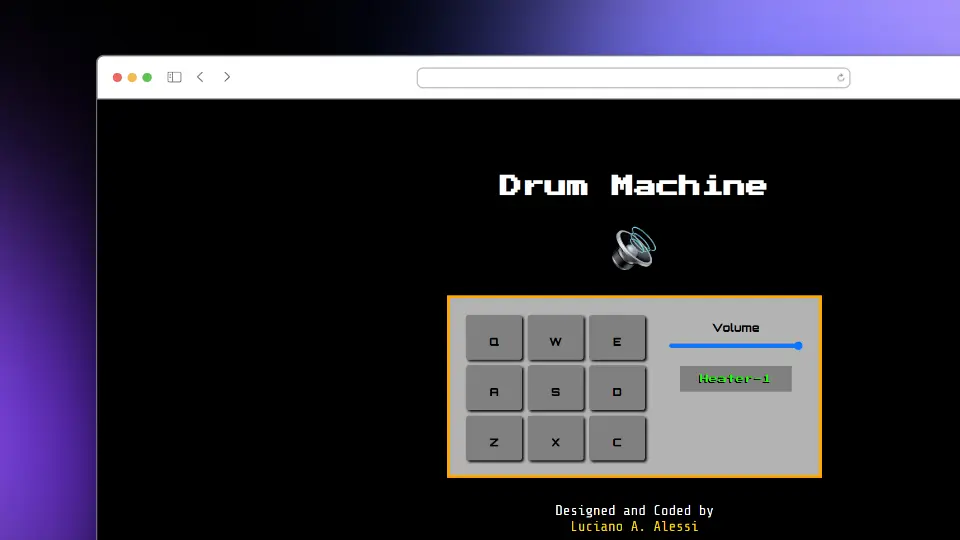 Drum Machine
Q W E
Volume
Heater-1
A S D
Z X C
Designed and Coded by
Luciano A. Alessi